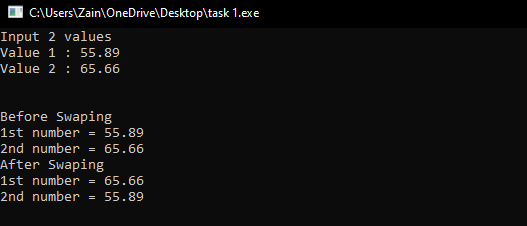 C:\Users\Zain\OneDrive\Desktop\task 1.exe
Input 2 values
Value 1 : 55.89
Value 2 : 65.66
Before Swaping
1st number = 55.89
2nd number = 65.66
After Swaping
1st number = 65.66
2nd number = 55.89